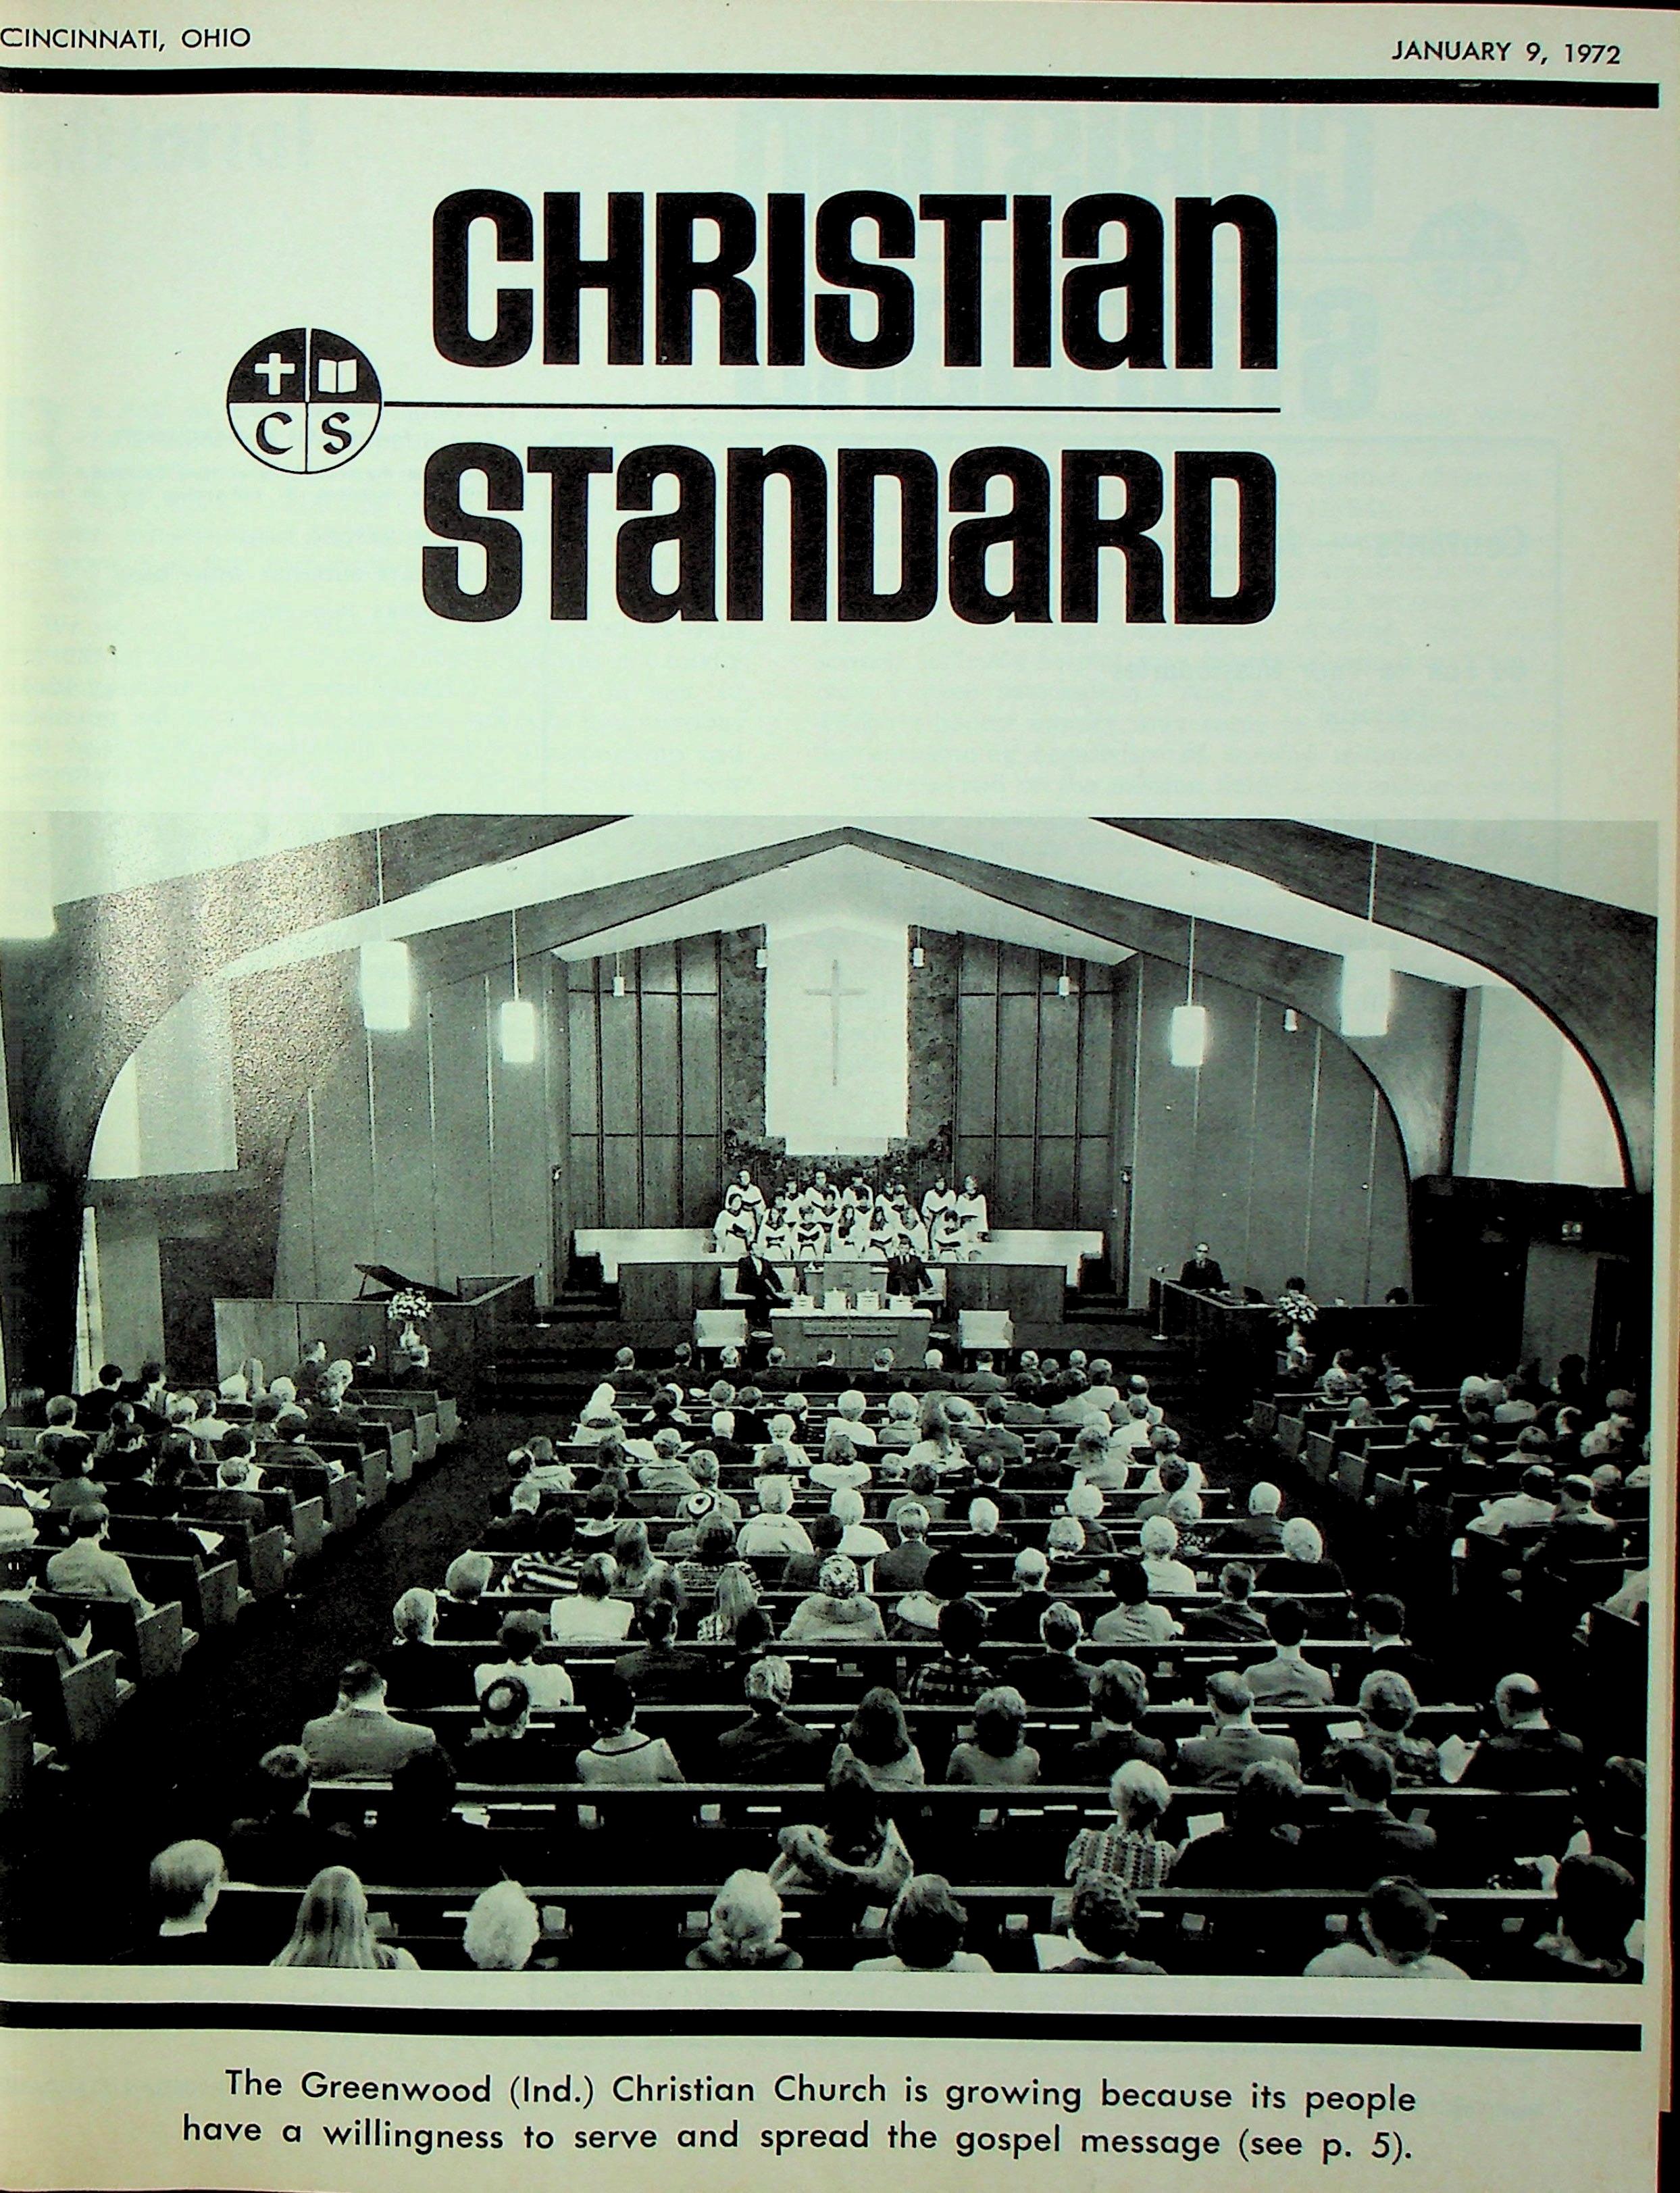 CINCINNATI, OHIO
JANUARY 9, 1972
CHRISTIan
C S
STanDaRD
The Greenwood (Ind.) Christian Church is growing because its people
have a willingness to serve and spread the gospel message (see p. 5).